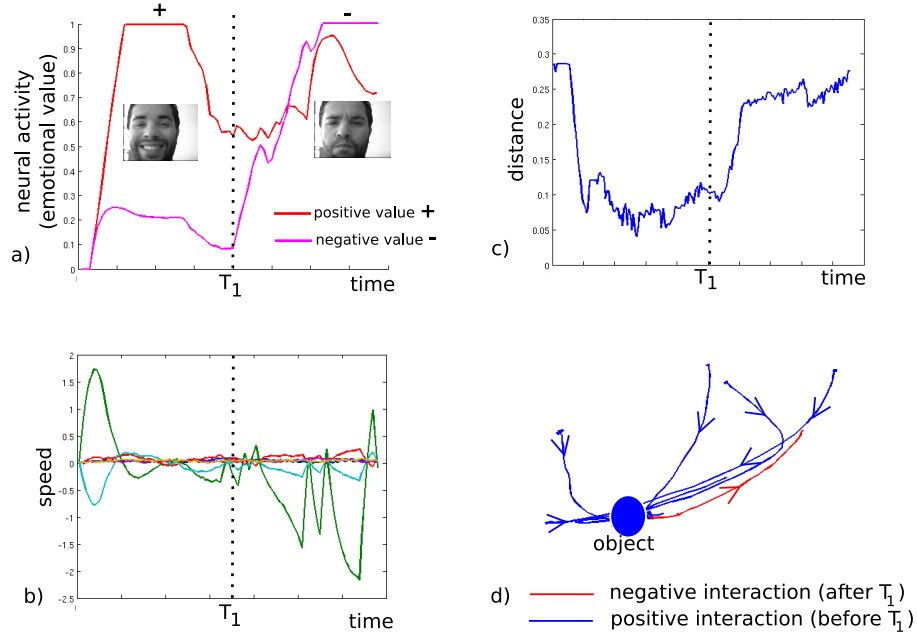 +
-
1
0.9
0.8
0.7
0.6
0.5
0.4
0.3
0.2
0.1
0
neural activity
(emotional value)
positive value +
negative value -
a)
T1
time
0.35
0.3
0.25
0.2
0.15
0.1
0.05
0
distance
c)
T1
time
2
1.5
1
0.5
0
-0.5
-1
-1.5
-2
-2.5
speed
b)
T1
time
object
d)
negative interaction (after T1)
positive interaction (before T1)